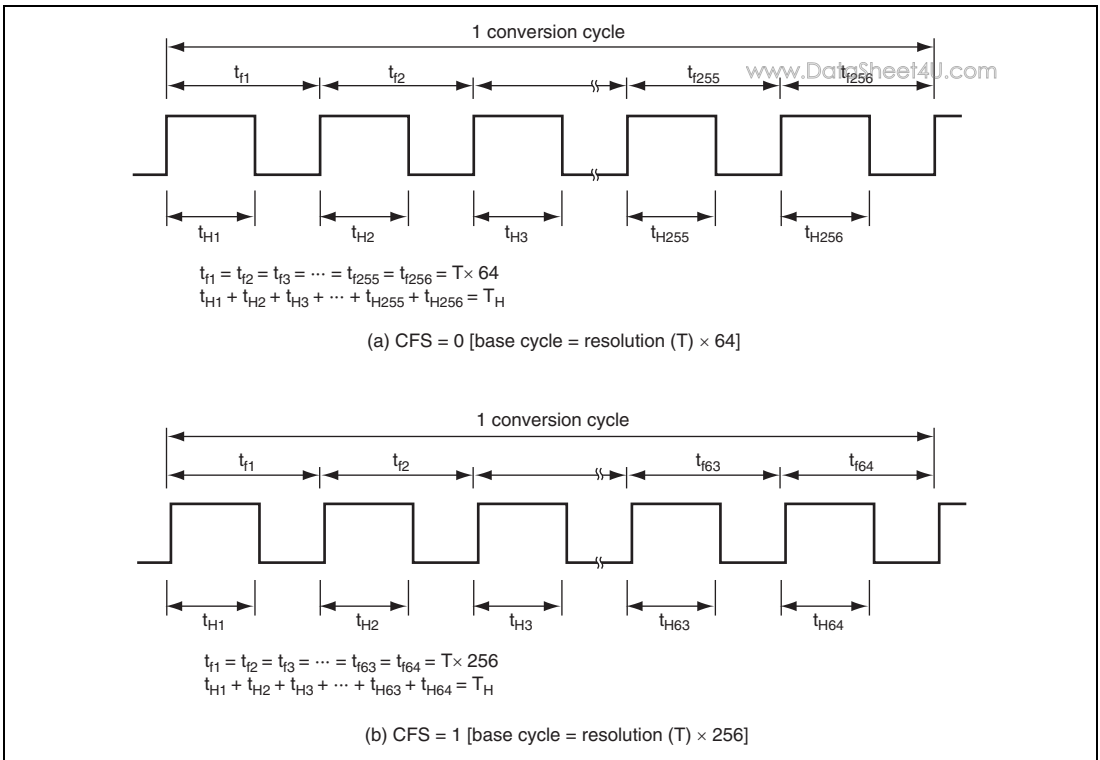 1 conversion cycle
www.DataSheet4U.com
tf1 tf2 tf255 tf256
tH1 tH2 tH3 tH255 tH256
tf1 = tf2 = tf3 = ··· = tf255 = tf256 = T× 64
tH1 + tH2 + tH3 + ··· + tH255 + tH256 = TH
(a) CFS = 0 [base cycle = resolution (T) × 64]
1 conversion cycle
tf1 tf2 tf63 tf64
tH1 tH2 tH3 tH63 tH64
tf1 = tf2 = tf3 = ··· = tf63 = tf64 = T× 256
tH1 + tH2 + tH3 + ··· + tH63 + tH64 = TH
(b) CFS = 1 [base cycle = resolution (T) × 256]